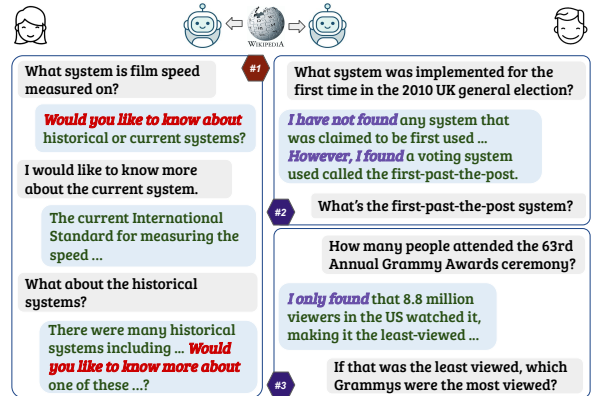 WIKIPEDIA
#1
What system is film speed
measured on?
Would you like to know about
historical or current systems?
I would like to know more
about the current system.
The current International
Standard for measuring the
speed ...
What about the historical
systems?
There were many historical
systems including ... Would
you like to know more about
one of these ...?
What system was implemented for the
first time in the 2010 UK general election?
I have not found any system that
was claimed to be first used ...
However, I found a voting system
used called the first-past-the-post.
#2
What's the first-past-the-post system?
How many people attended the 63rd
Annual Grammy Awards ceremony?
I only found that 8.8 million
viewers in the US watched it,
making it the least-viewed ...
#3
If that was the least viewed, which
Grammys were the most viewed?